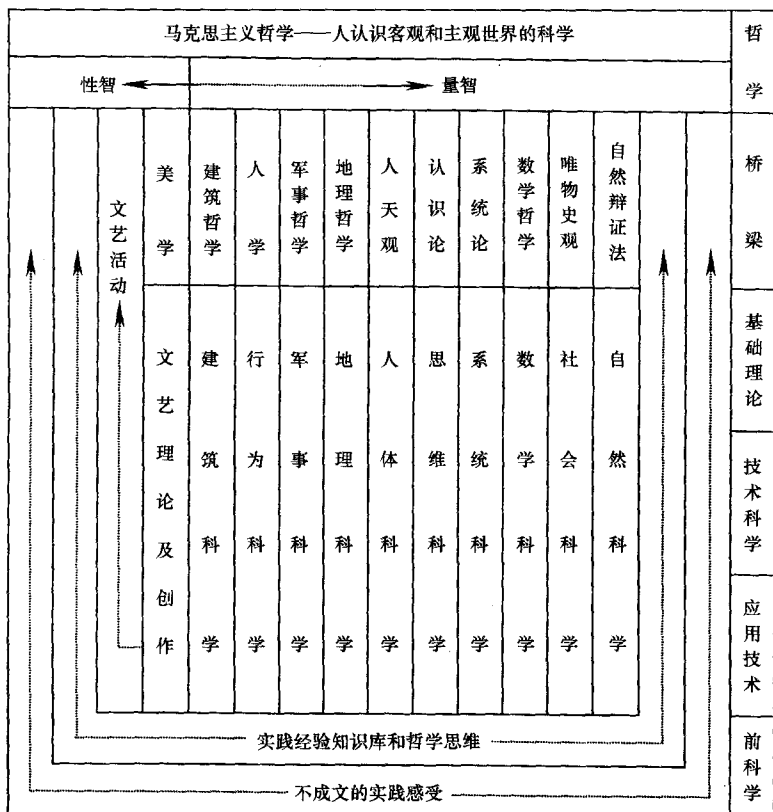 马克思主义哲学——人认识客观和主观世界的科学
哲学
性智
量智
文艺活动
美学
建筑哲学
人学
军事哲学
地理哲学
人天观
认识论
系统论
数学哲学
唯物史观
自然辩证法
桥梁
文艺理论及创作
建筑科学
行为科学
军事科学
地理科学
人体科学
思维科学
系统科学
数学科学
社会科学
自然科学
基础理论
技术科学
应用技术
实践经验知识库和哲学思维
不成文的实践感受
前科学